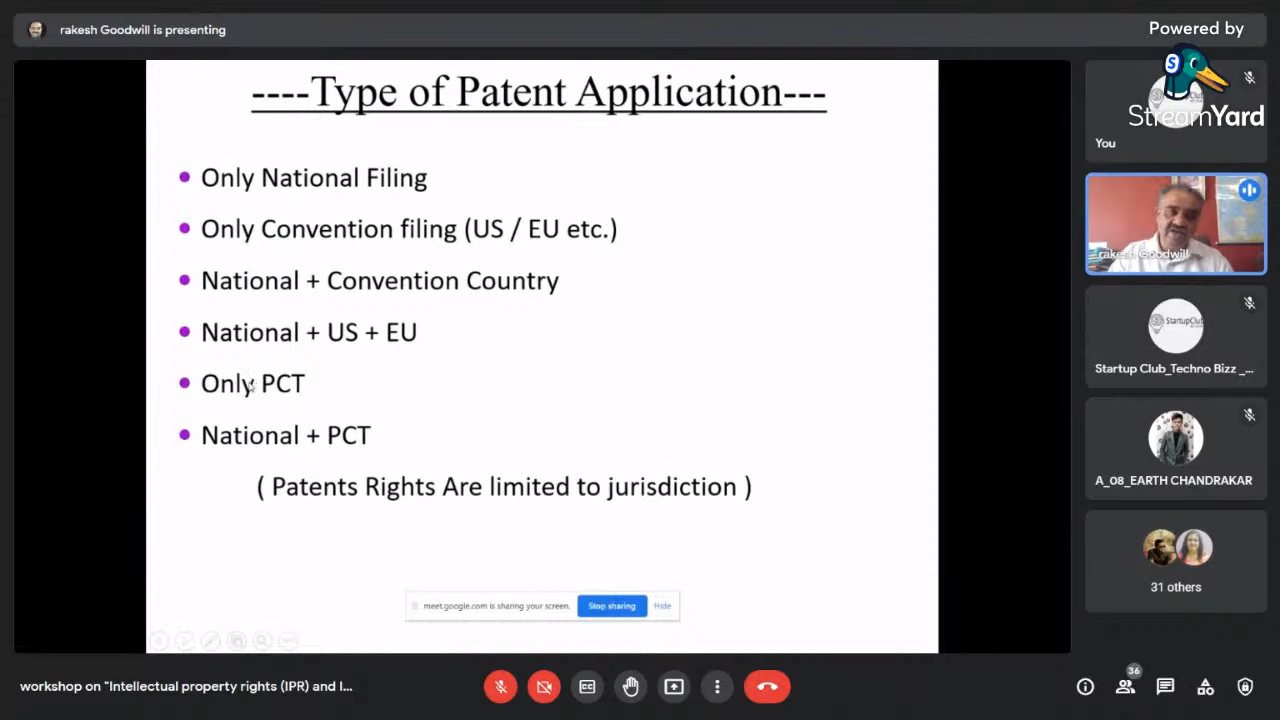 rakesh Goodwill is presenting
Powered by
StreamYard
----Type of Patent Application---
Only National Filing
Only Convention filing (US / EU etc.)
National + Convention Country
National + US + EU
Only PCT
National + PCT
( Patents Rights Are limited to jurisdiction )
meet.google.com is sharing your screen.
Stop sharing
Hide
You
rakesh Goodwill
StartupClub
Startup Club_Techno Bizz _...
A_08_EARTH CHANDRAKAR
31 others
workshop on "Intellectual property rights (IPR) and I...
36